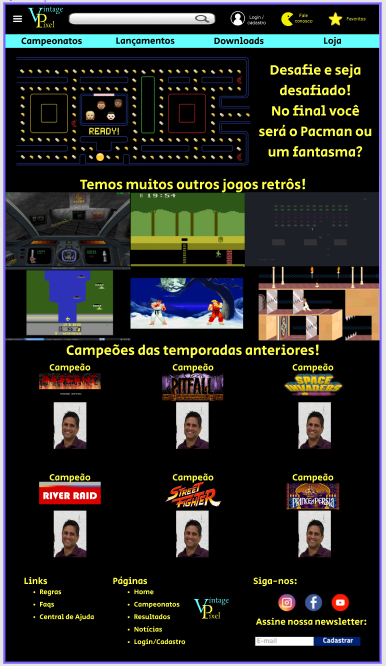 Vintage
Pixel
Login /
cadastro
Fale
conosco
Favoritos
Campeonatos Lançamentos Downloads Loja
READY!
Desafie e seja
desafiado!
No final você
será o Pacman ou
um fantasma?
Temos muitos outros jogos retrôs!
19:54
Campeões das temporadas anteriores!
Campeão Campeão Campeão
PITFALL SPACE INVADERS
Campeão Campeão Campeão
RIVER RAID STREET FIGHTER PRINCE OF PERSIA
Links
• Regras
• Faqs
• Central de Ajuda
Páginas
• Home
• Campeonatos
• Resultados
• Notícias
• Login/Cadastro
Vintage
Pixel
Siga-nos:
Assine nossa newsletter:
E-mail Cadastrar